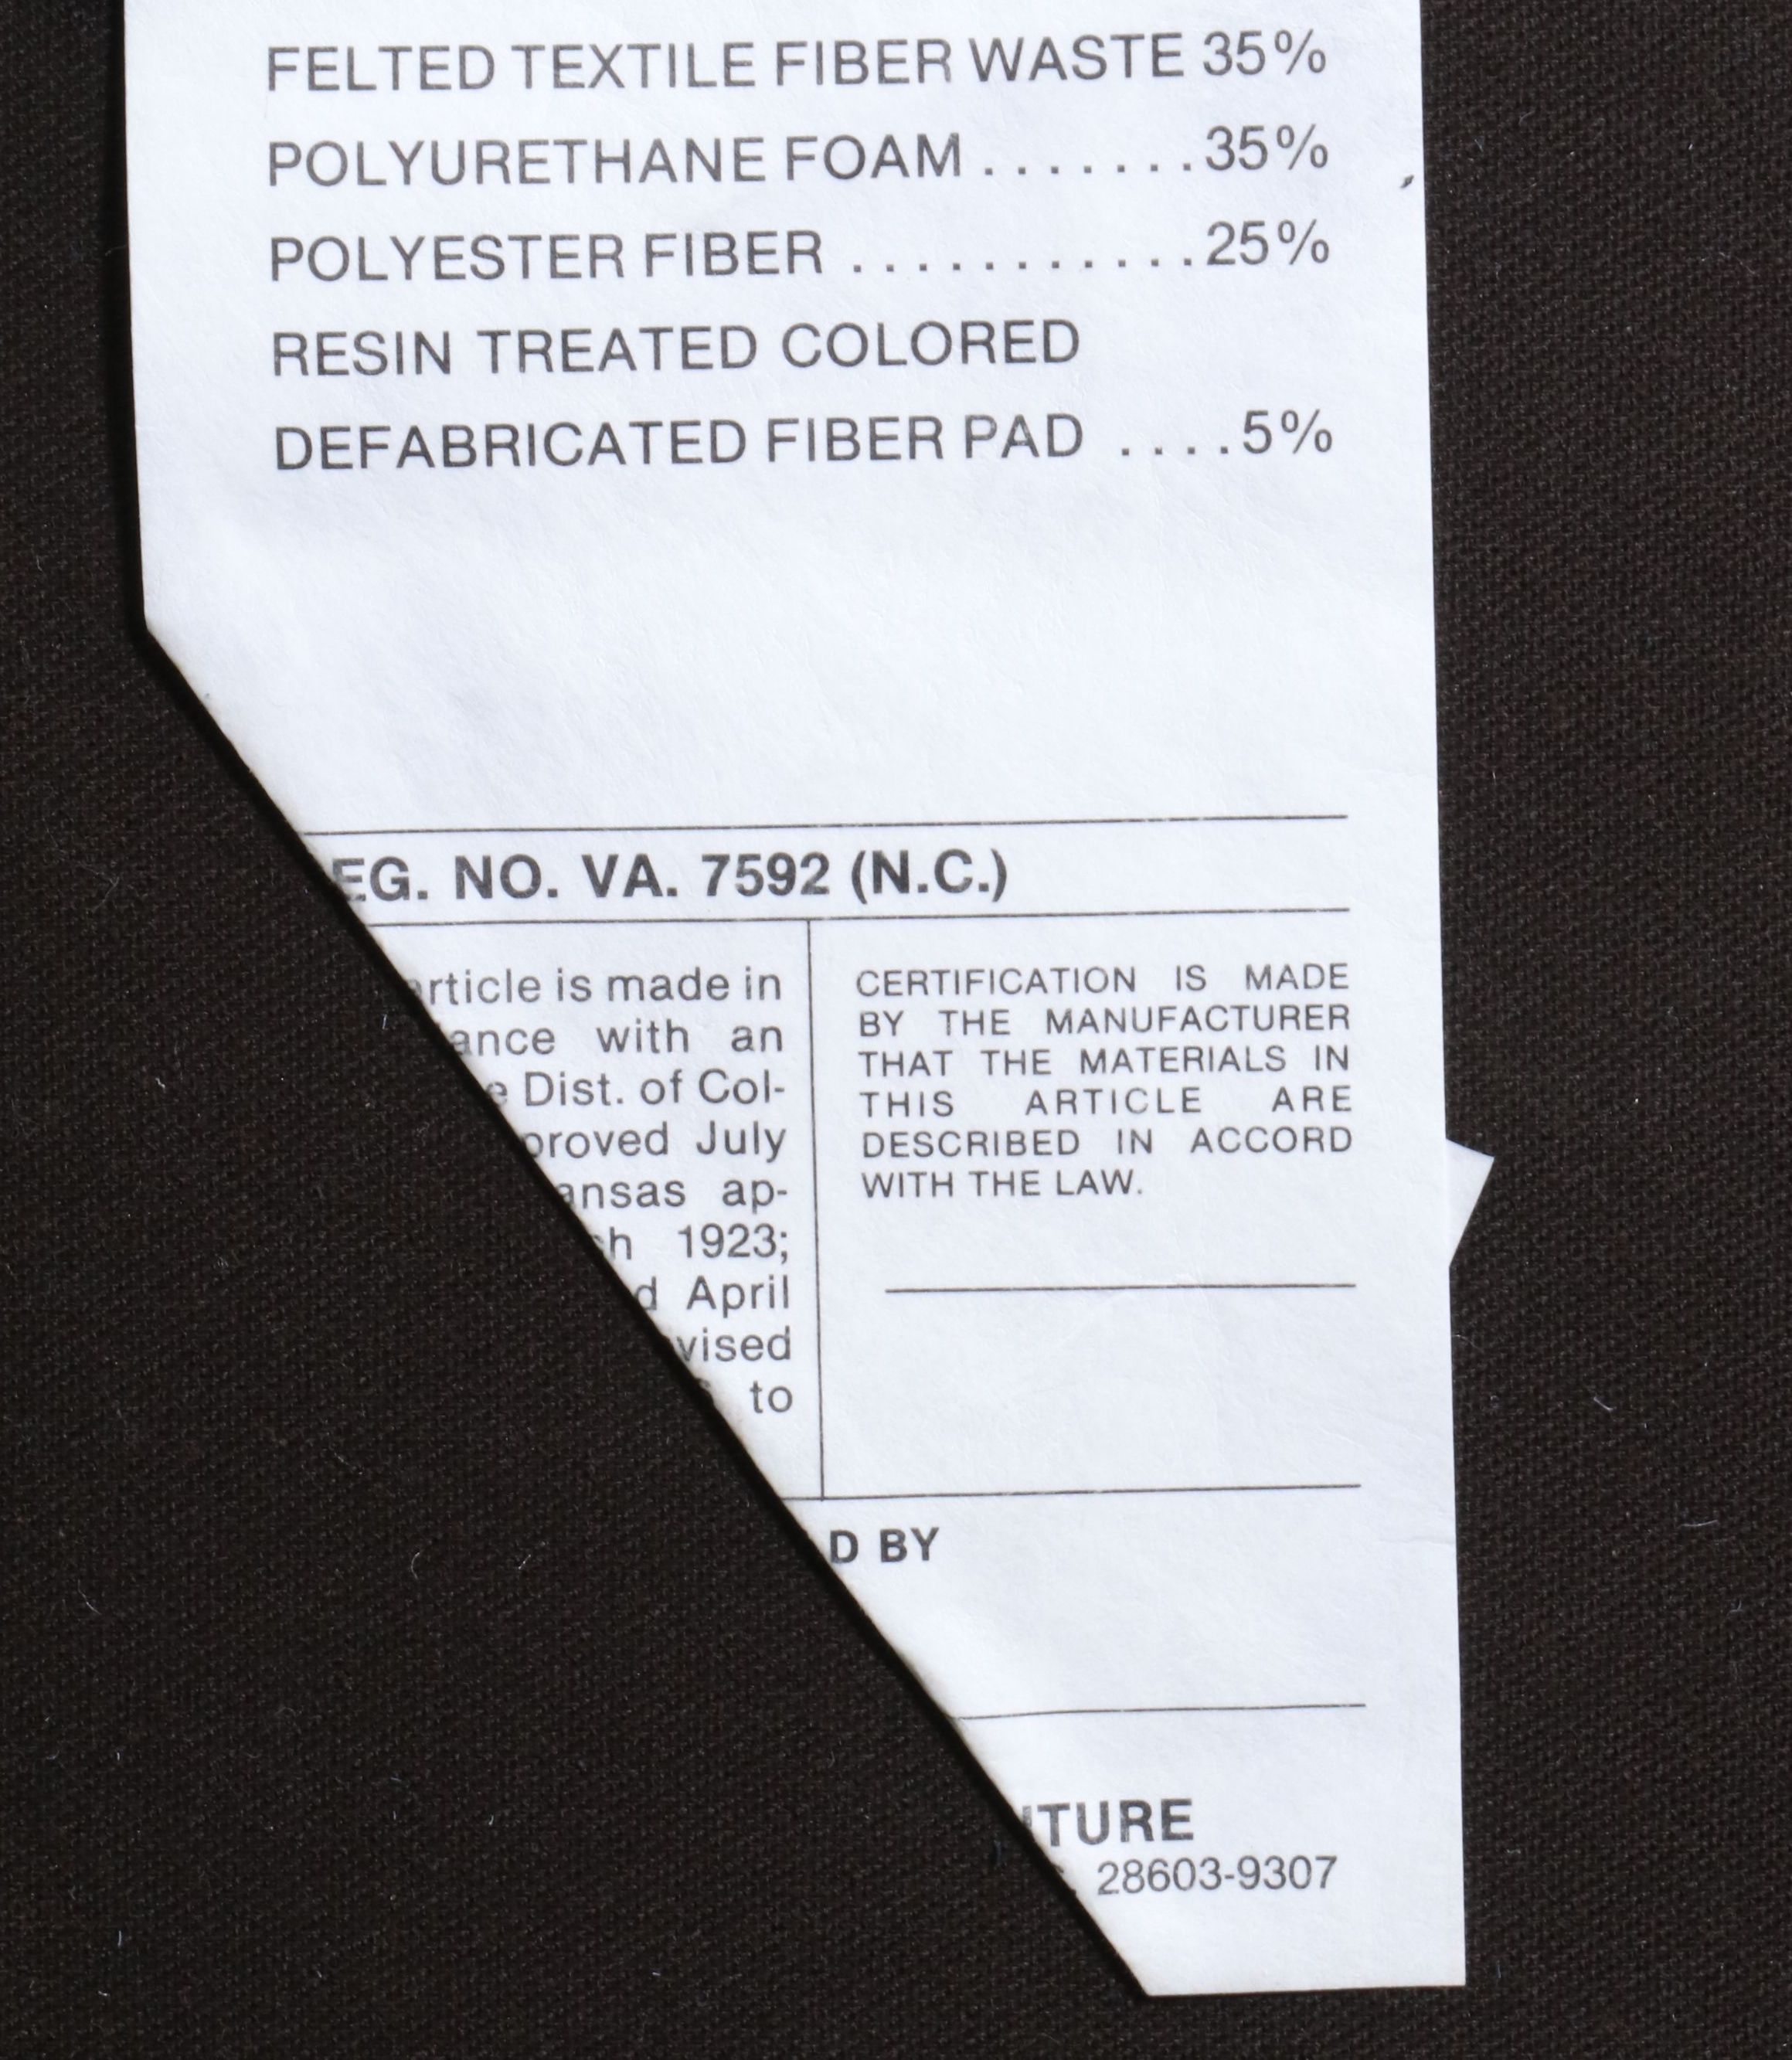 FELTED TEXTILE FIBER WASTE 35%
POLYURETHANE FOAM .......35%
POLYESTER FIBER ...........25%
RESIN TREATED COLORED
DEFABRICATED FIBER PAD ....5%
EG. NO. VA. 7592 (N.C.)
article is made in
ance with an
e Dist. of Col-
proved July
ansas ap-
h 1923;
d April
vised
to
CERTIFICATION IS MADE
BY THE MANUFACTURER
THAT THE MATERIALS IN
THIS ARTICLE ARE
DESCRIBED IN ACCORD
WITH THE LAW.
D BY
ITURE
28603-9307